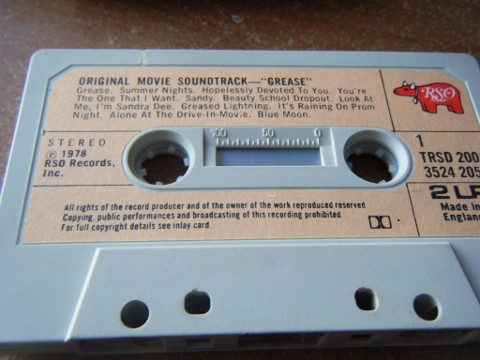 ORIGINAL MOVIE SOUNDTRACK—"GREASE"
Grease. Summer Nights. Hopelessly Devoted To You. You're
The One That I Want. Sandy. Beauty School Dropout. Look At
Me, I'm Sandra Dee. Greased Lightning. It's Raining On Prom
Night. Alone At The Drive-In-Movie. Blue Moon.
RSO
STEREO
℗ 1978
RSO Records,
Inc.
100 50 0
1
TRSD 200
3524 205
2 LP
Made in
England
All rights of the record producer and of the owner of the work reproduced reserved
Copying, public performances and broadcasting of this recording prohibited
For full copyright details see inlay card.